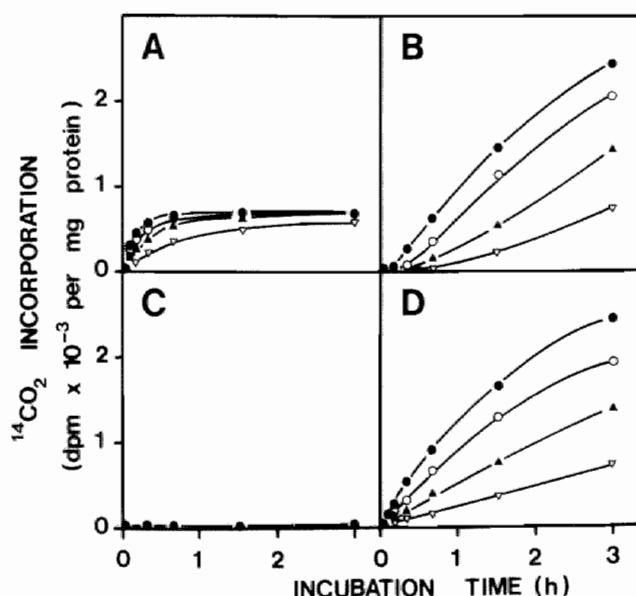 A
B
2
1
0
C
D
2
1
0
0
1
2
0
1
2
3
¹⁴CO₂ INCORPORATION
(dpm x 10⁻³ per mg protein)
INCUBATION TIME (h)